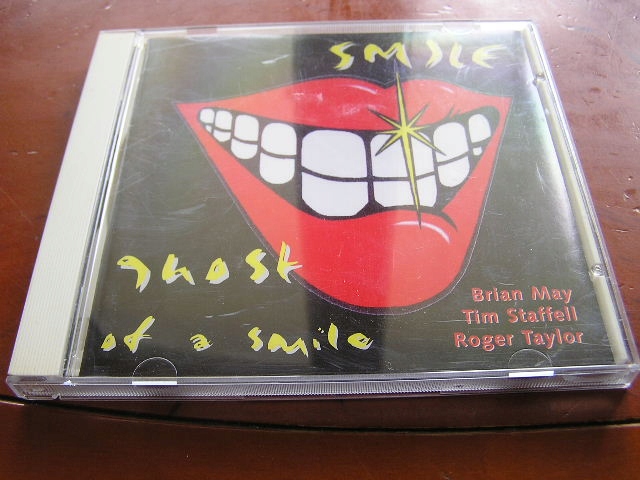 SMILE
ghost
of a smile
Brian May
Tim Staffell
Roger Taylor